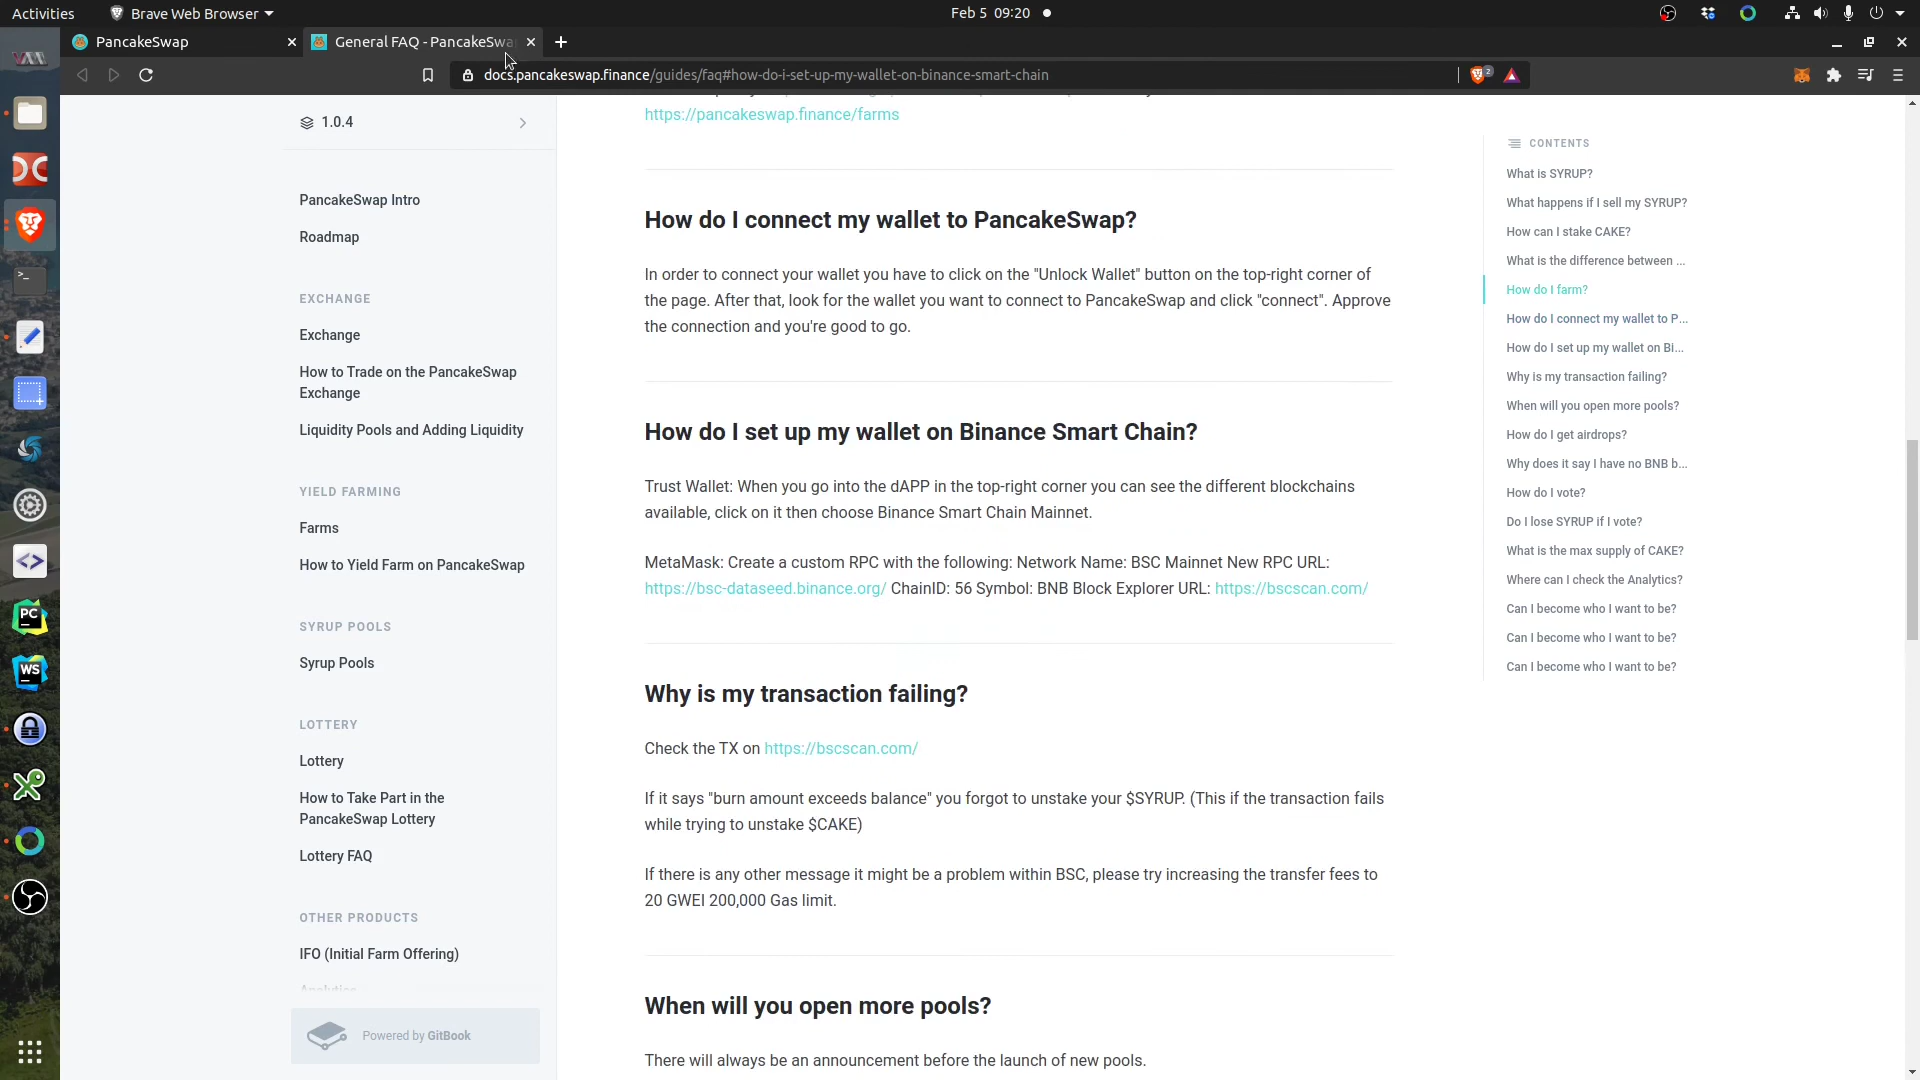 Activities
Brave Web Browser
Feb 5 09:20
PancakeSwap
General FAQ - PancakeSwa
docs.pancakeswap.finance/guides/faq#how-do-i-set-up-my-wallet-on-binance-smart-chain
2
1.0.4
PancakeSwap Intro
Roadmap
EXCHANGE
Exchange
How to Trade on the PancakeSwap
Exchange
Liquidity Pools and Adding Liquidity
YIELD FARMING
Farms
How to Yield Farm on PancakeSwap
SYRUP POOLS
Syrup Pools
LOTTERY
Lottery
How to Take Part in the
PancakeSwap Lottery
Lottery FAQ
OTHER PRODUCTS
IFO (Initial Farm Offering)
Analytics
Powered by GitBook
https://pancakeswap.finance/farms
How do I connect my wallet to PancakeSwap?
In order to connect your wallet you have to click on the "Unlock Wallet" button on the top-right corner of
the page. After that, look for the wallet you want to connect to PancakeSwap and click "connect". Approve
the connection and you're good to go.
How do I set up my wallet on Binance Smart Chain?
Trust Wallet: When you go into the dAPP in the top-right corner you can see the different blockchains
available, click on it then choose Binance Smart Chain Mainnet.
MetaMask: Create a custom RPC with the following: Network Name: BSC Mainnet New RPC URL:
https://bsc-dataseed.binance.org/ ChainID: 56 Symbol: BNB Block Explorer URL: https://bscscan.com/
Why is my transaction failing?
Check the TX on https://bscscan.com/
If it says "burn amount exceeds balance" you forgot to unstake your $SYRUP. (This if the transaction fails
while trying to unstake $CAKE)
If there is any other message it might be a problem within BSC, please try increasing the transfer fees to
20 GWEI 200,000 Gas limit.
When will you open more pools?
There will always be an announcement before the launch of new pools.
CONTENTS
What is SYRUP?
What happens if I sell my SYRUP?
How can I stake CAKE?
What is the difference between ...
How do I farm?
How do I connect my wallet to P...
How do I set up my wallet on Bi...
Why is my transaction failing?
When will you open more pools?
How do I get airdrops?
Why does it say I have no BNB b...
How do I vote?
Do I lose SYRUP if I vote?
What is the max supply of CAKE?
Where can I check the Analytics?
Can I become who I want to be?
Can I become who I want to be?
Can I become who I want to be?
>_
PC
WS